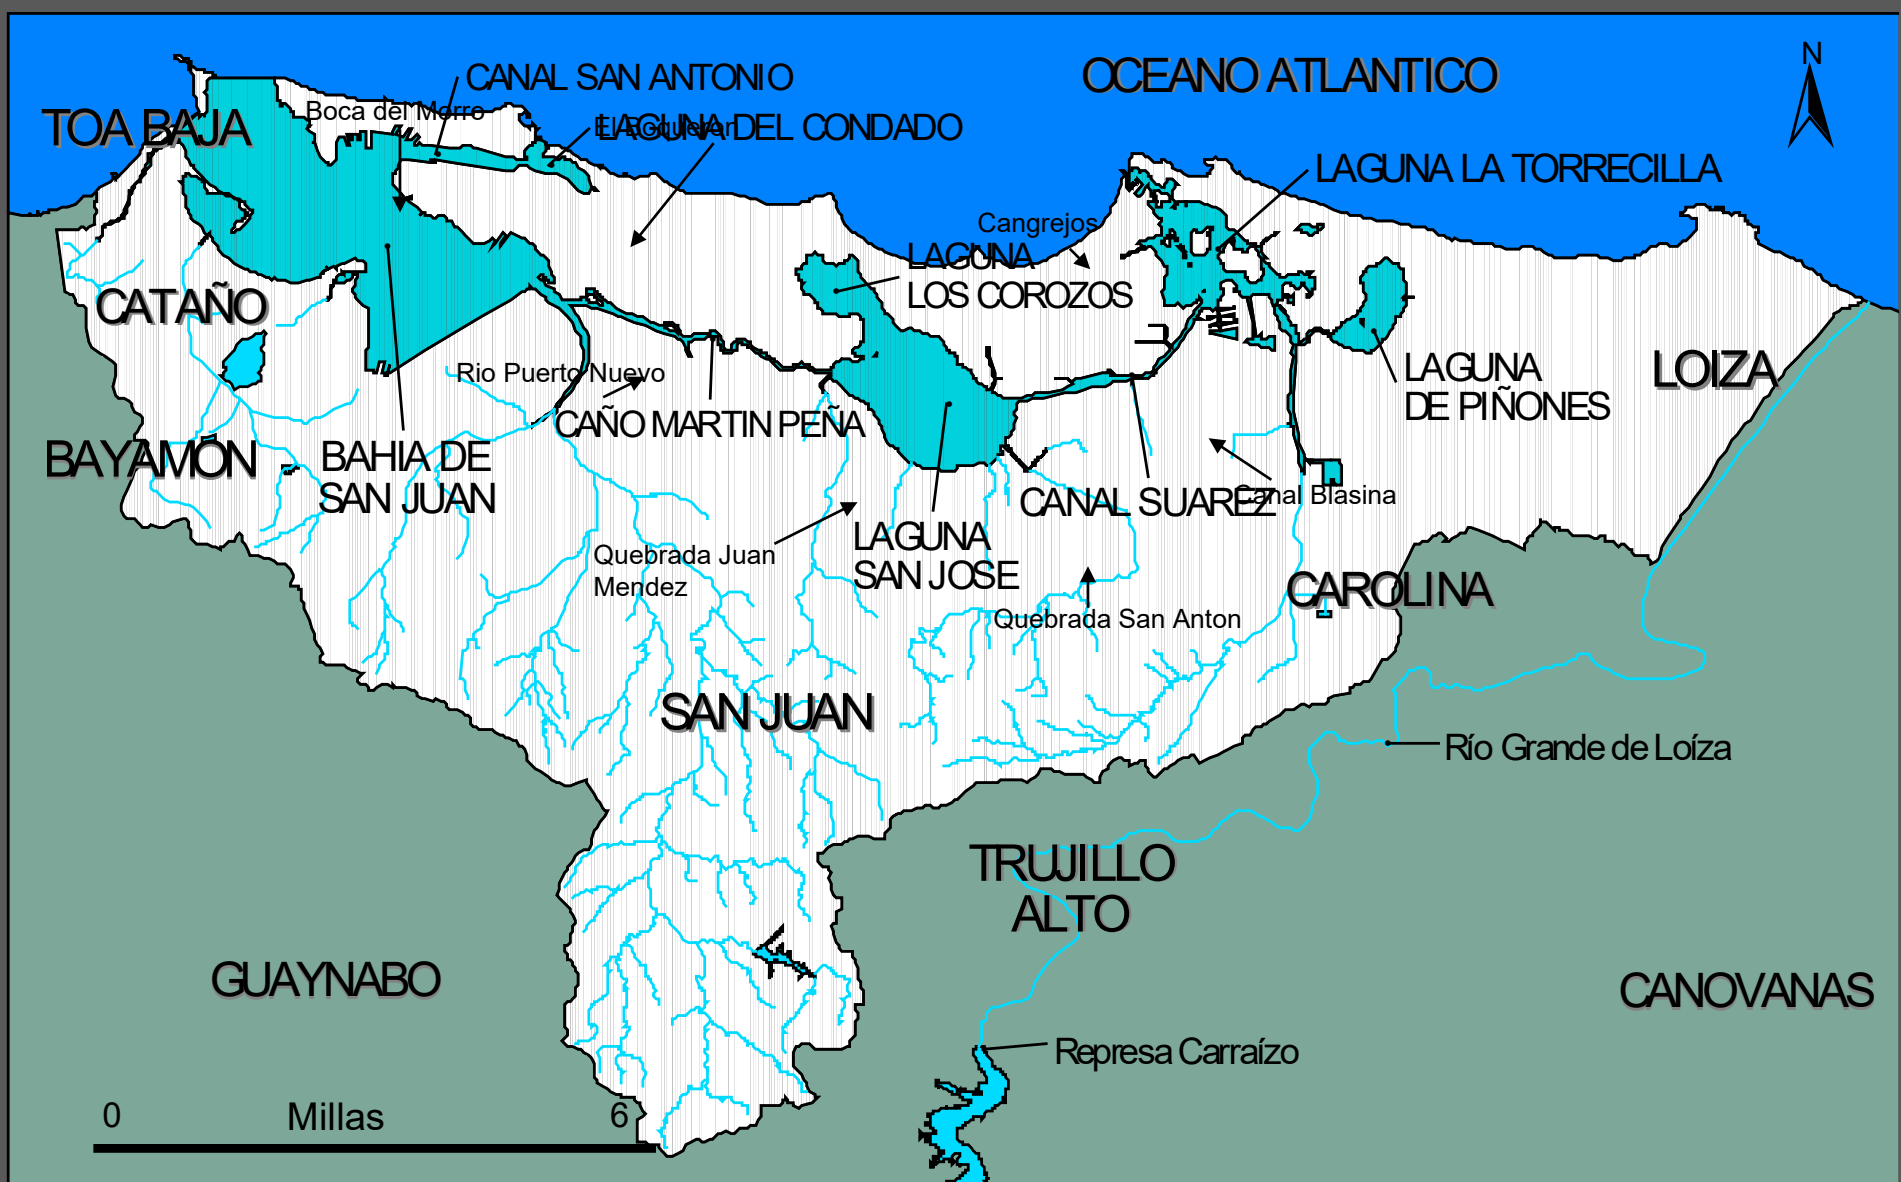 N
CANAL SAN ANTONIO
OCEANO ATLANTICO
Boca del Morro
TOA BAJA
El Boqueron
LAGUNA DEL CONDADO
LAGUNA LA TORRECILLA
Cangrejos
LAGUNA
LOS COROZOS
CATAÑO
Rio Puerto Nuevo
LAGUNA
DE PIÑONES
LOIZA
CAÑO MARTIN PEÑA
BAYAMÓN
BAHIA DE
SAN JUAN
CANAL SUAREZ
Canal Blasina
LAGUNA
SAN JOSE
Quebrada Juan
Mendez
CAROLINA
Quebrada San Anton
SAN JUAN
Río Grande de Loíza
TRUJILLO
ALTO
GUAYNABO
CANOVANAS
Represa Carraízo
0 Millas 6